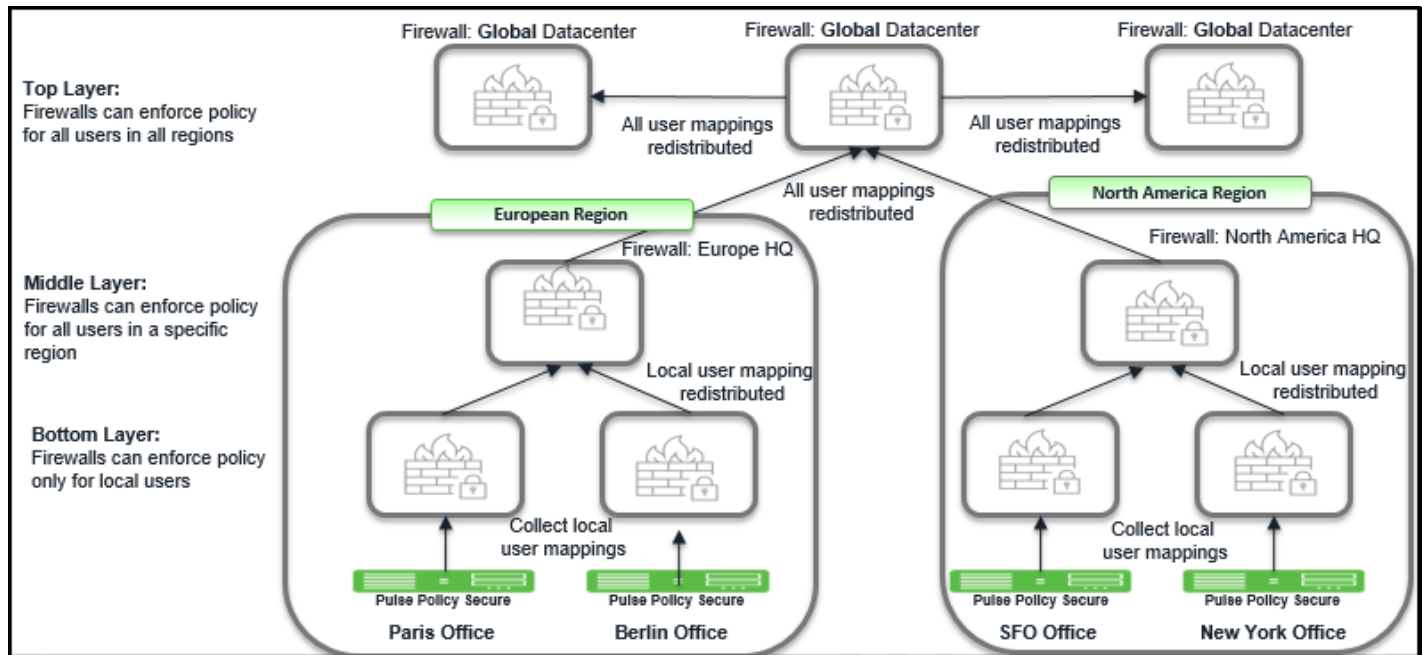 Firewall: Global Datacenter
Firewall: Global Datacenter
Firewall: Global Datacenter
Top Layer:
Firewalls can enforce policy
for all users in all regions
All user mappings
redistributed
All user mappings
redistributed
All user mappings
redistributed
European Region
North America Region
Firewall: Europe HQ
Firewall: North America HQ
Middle Layer:
Firewalls can enforce policy
for all users in a specific
region
Local user mapping
redistributed
Local user mapping
redistributed
Bottom Layer:
Firewalls can enforce policy
only for local users
Collect local
user mappings
Collect local
user mappings
Pulse Policy Secure
Pulse Policy Secure
Pulse Policy Secure
Pulse Policy Secure
Paris Office
Berlin Office
SFO Office
New York Office